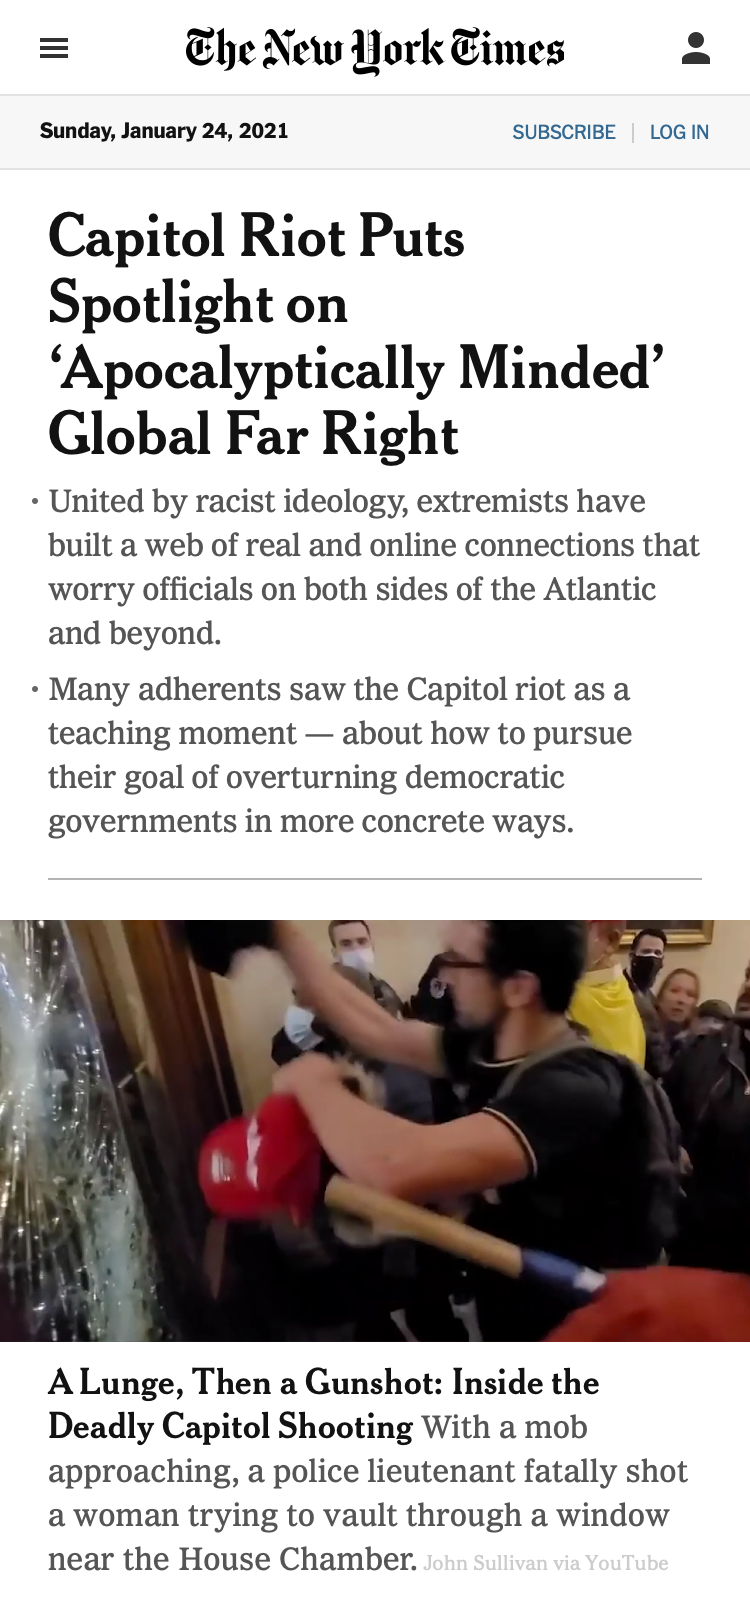 The New York Times
Sunday, January 24, 2021
SUBSCRIBE | LOG IN
Capitol Riot Puts
Spotlight on
‘Apocalyptically Minded’
Global Far Right
• United by racist ideology, extremists have
built a web of real and online connections that
worry officials on both sides of the Atlantic
and beyond.
• Many adherents saw the Capitol riot as a
teaching moment — about how to pursue
their goal of overturning democratic
governments in more concrete ways.
A Lunge, Then a Gunshot: Inside the
Deadly Capitol Shooting With a mob
approaching, a police lieutenant fatally shot
a woman trying to vault through a window
near the House Chamber. John Sullivan via YouTube